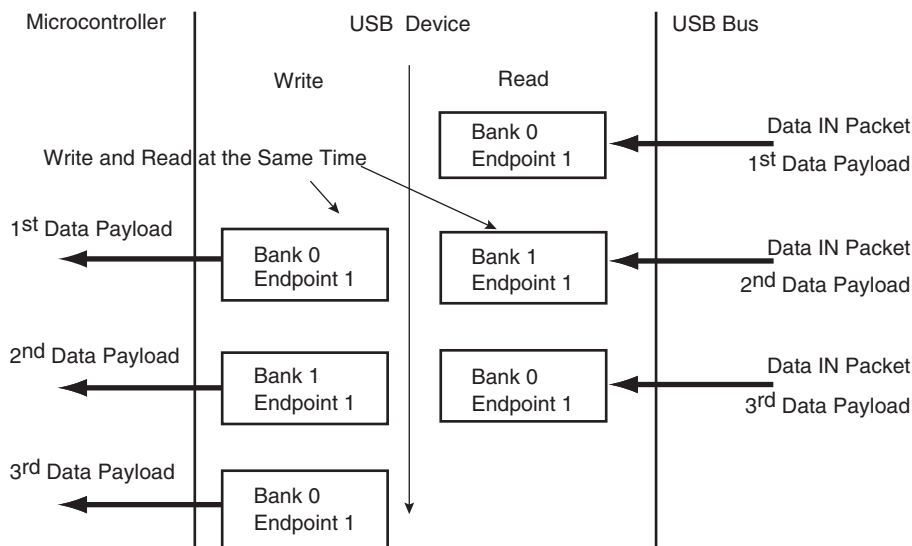 Microcontroller
USB Device
USB Bus
Write
Read
Bank 0
Endpoint 1
Data IN Packet
1st Data Payload
Write and Read at the Same Time
1st Data Payload
Bank 0
Endpoint 1
Bank 1
Endpoint 1
Data IN Packet
2nd Data Payload
2nd Data Payload
Bank 1
Endpoint 1
Bank 0
Endpoint 1
Data IN Packet
3rd Data Payload
3rd Data Payload
Bank 0
Endpoint 1